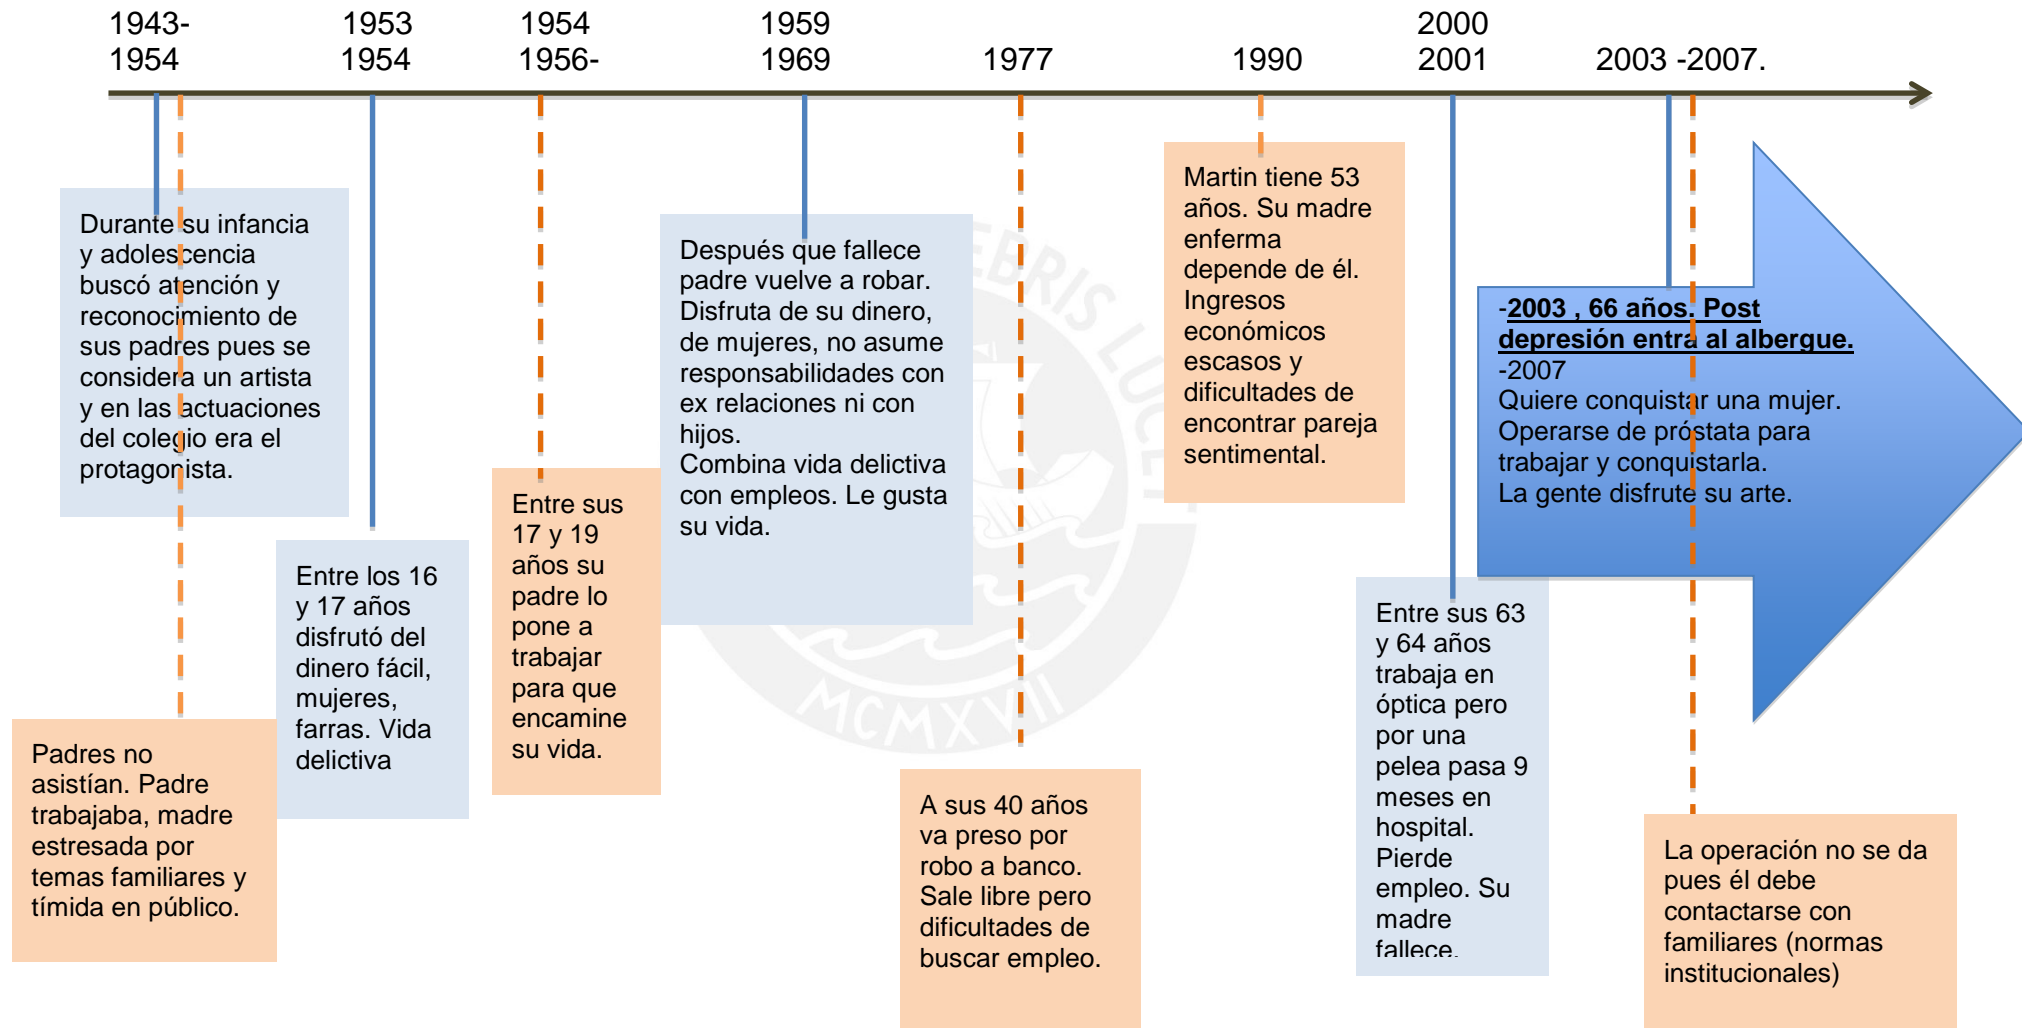 1943-
1954
1953
1954
1954
1956-
1959
1969
1977
1990
2000
2001
2003 -2007.
Durante su infancia
y adolescencia
buscó atención y
reconocimiento de
sus padres pues se
considera un artista
y en las actuaciones
del colegio era el
protagonista.
Padres no
asistían. Padre
trabajaba, madre
estresada por
temas familiares y
tímida en público.
Entre los 16
y 17 años
disfrutó del
dinero fácil,
mujeres,
farras. Vida
delictiva
Entre sus
17 y 19
años su
padre lo
pone a
trabajar
para que
encamine
su vida.
Después que fallece
padre vuelve a robar.
Disfruta de su dinero,
de mujeres, no asume
responsabilidades con
ex relaciones ni con
hijos.
Combina vida delictiva
con empleos. Le gusta
su vida.
A sus 40 años
va preso por
robo a banco.
Sale libre pero
dificultades de
buscar empleo.
Martin tiene 53
años. Su madre
enferma
depende de él.
Ingresos
económicos
escasos y
dificultades de
encontrar pareja
sentimental.
Entre sus 63
y 64 años
trabaja en
óptica pero
por una
pelea pasa 9
meses en
hospital.
Pierde
empleo. Su
madre
fallece.
-2003 , 66 años. Post
depresión entra al albergue.
-2007
Quiere conquistar una mujer.
Operarse de próstata para
trabajar y conquistarla.
La gente disfrute su arte.
La operación no se da
pues él debe
contactarse con
familiares (normas
institucionales)
MCMXVII